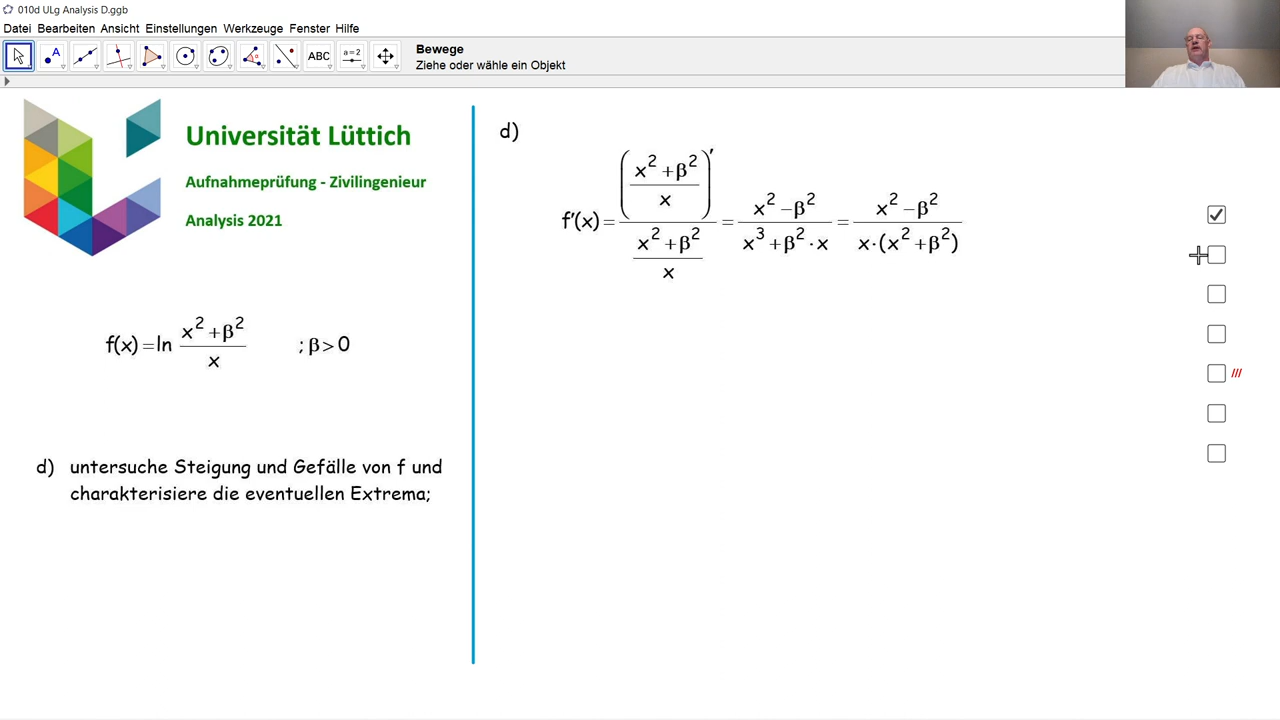 010d ULg Analysis D.ggb
Datei Bearbeiten Ansicht Einstellungen Werkzeuge Fenster Hilfe
A
ABC
a=2
Bewege
Ziehe oder wähle ein Objekt
Universität Lüttich
Aufnahmeprüfung - Zivilingenieur
Analysis 2021
f(x) = ln (x² + β²)/x ; β > 0
d) untersuche Steigung und Gefälle von f und
charakterisiere die eventuellen Extrema;
d)
f'(x) = ((x² + β²)/x)' / ((x² + β²)/x) = (x² − β²)/(x³ + β² · x) = (x² − β²)/(x · (x² + β²))
///